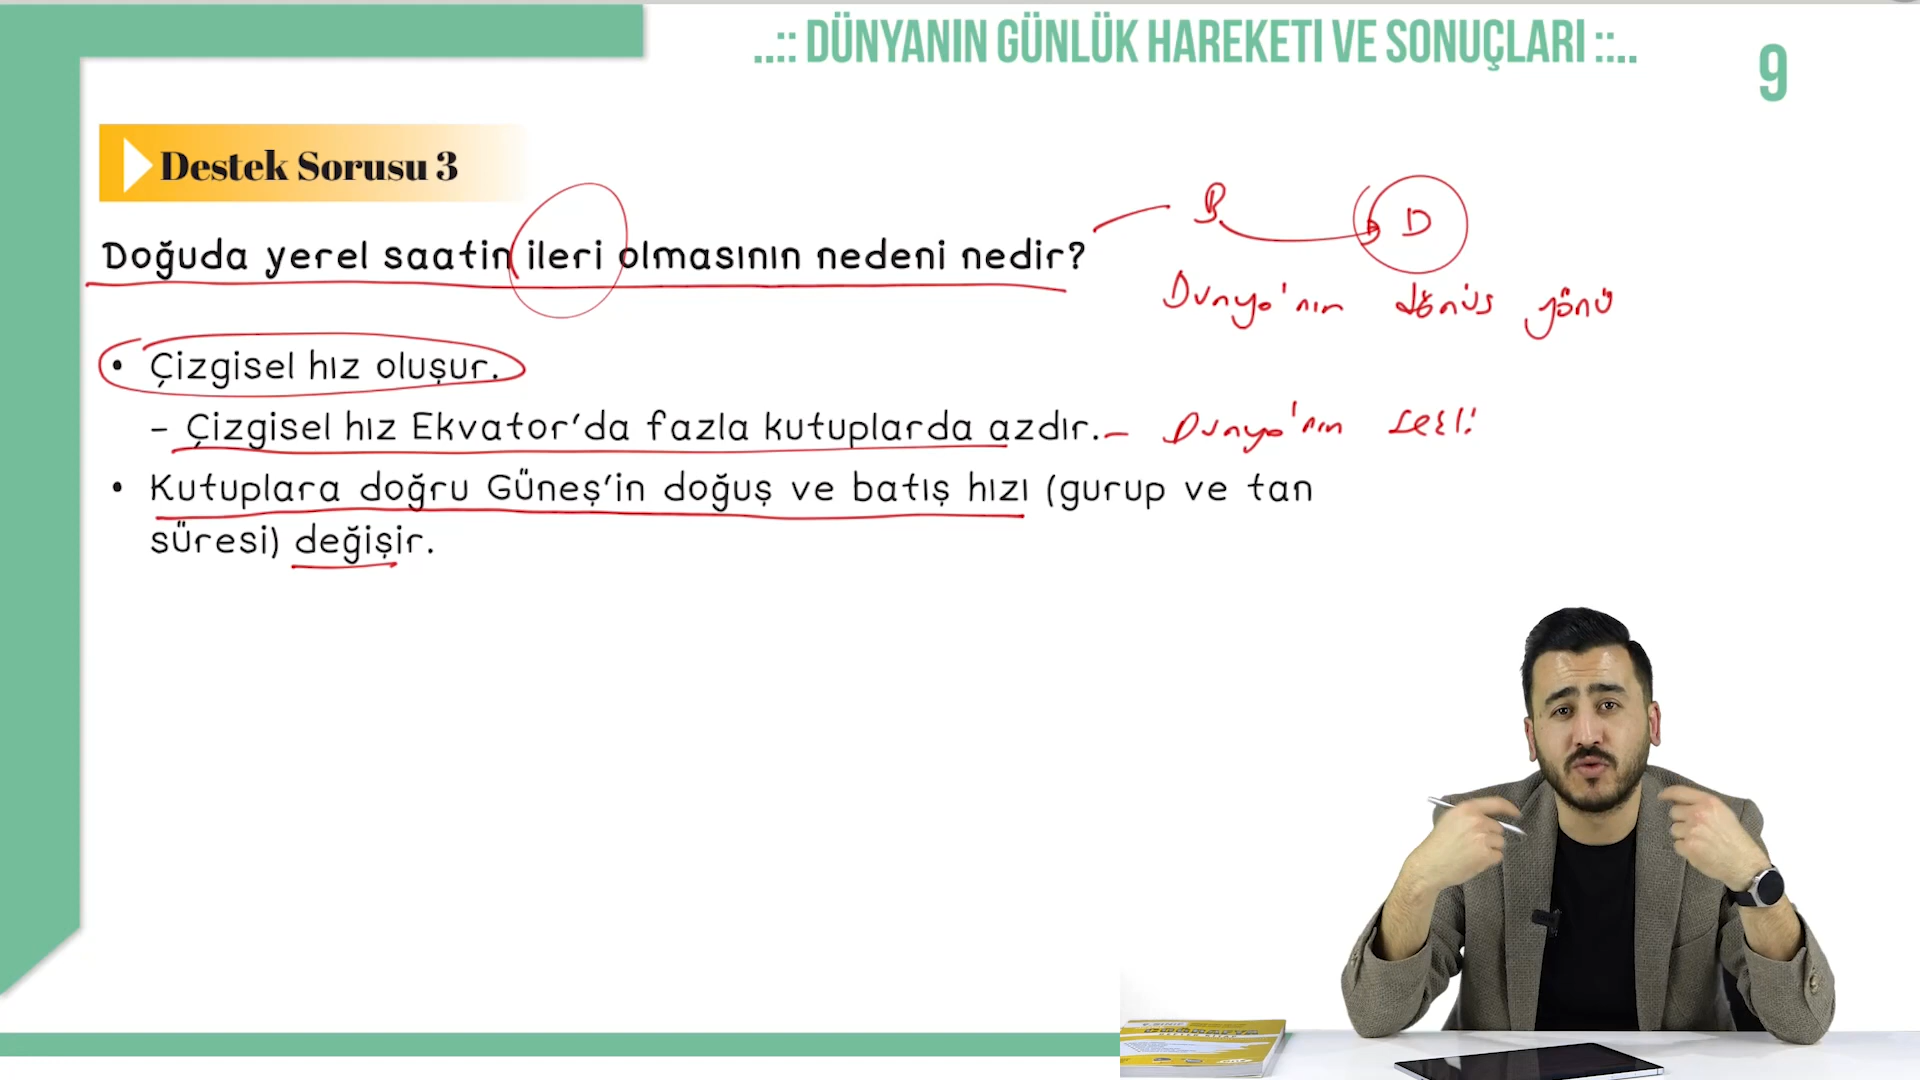 ..:: DÜNYANIN GÜNLÜK HAREKETİ VE SONUÇLARI ::..
9
Destek Sorusu 3
B D
Doğuda yerel saatin ileri olmasının nedeni nedir?
Dunya'nın dönüş yönü
• Çizgisel hız oluşur.
- Çizgisel hız Ekvator'da fazla kutuplarda azdır. - Dunya'nın şekli
• Kutuplara doğru Güneş'in doğuş ve batış hızı (gurup ve tan
süresi) değişir.